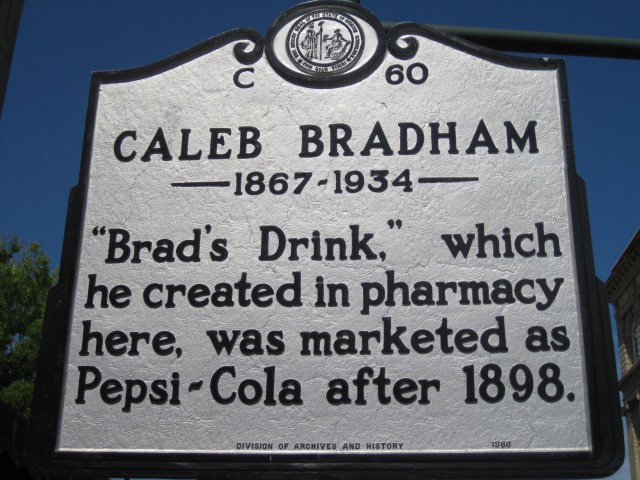 C 60
CALEB BRADHAM
1867-1934
"Brad's Drink," which
he created in pharmacy
here, was marketed as
Pepsi-Cola after 1898.
DIVISION OF ARCHIVES AND HISTORY